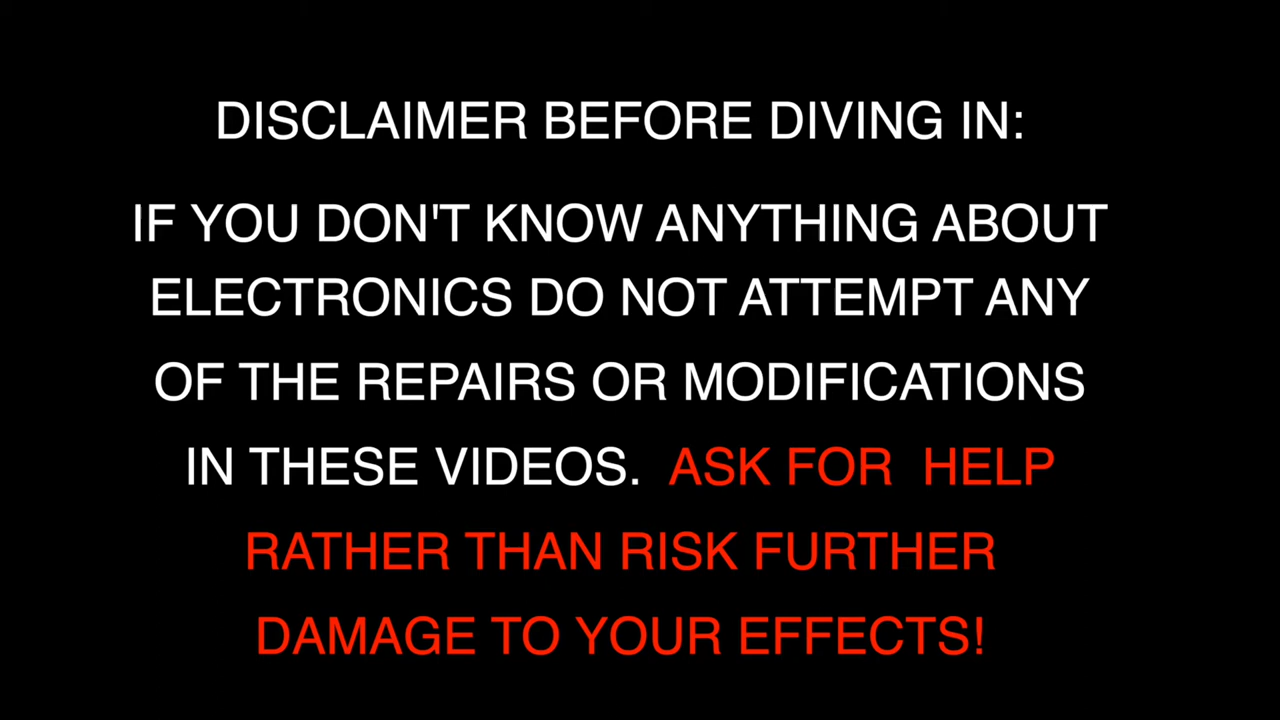 DISCLAIMER BEFORE DIVING IN:
IF YOU DON'T KNOW ANYTHING ABOUT
ELECTRONICS DO NOT ATTEMPT ANY
OF THE REPAIRS OR MODIFICATIONS
IN THESE VIDEOS.  ASK FOR  HELP
RATHER THAN RISK FURTHER
DAMAGE TO YOUR EFFECTS!